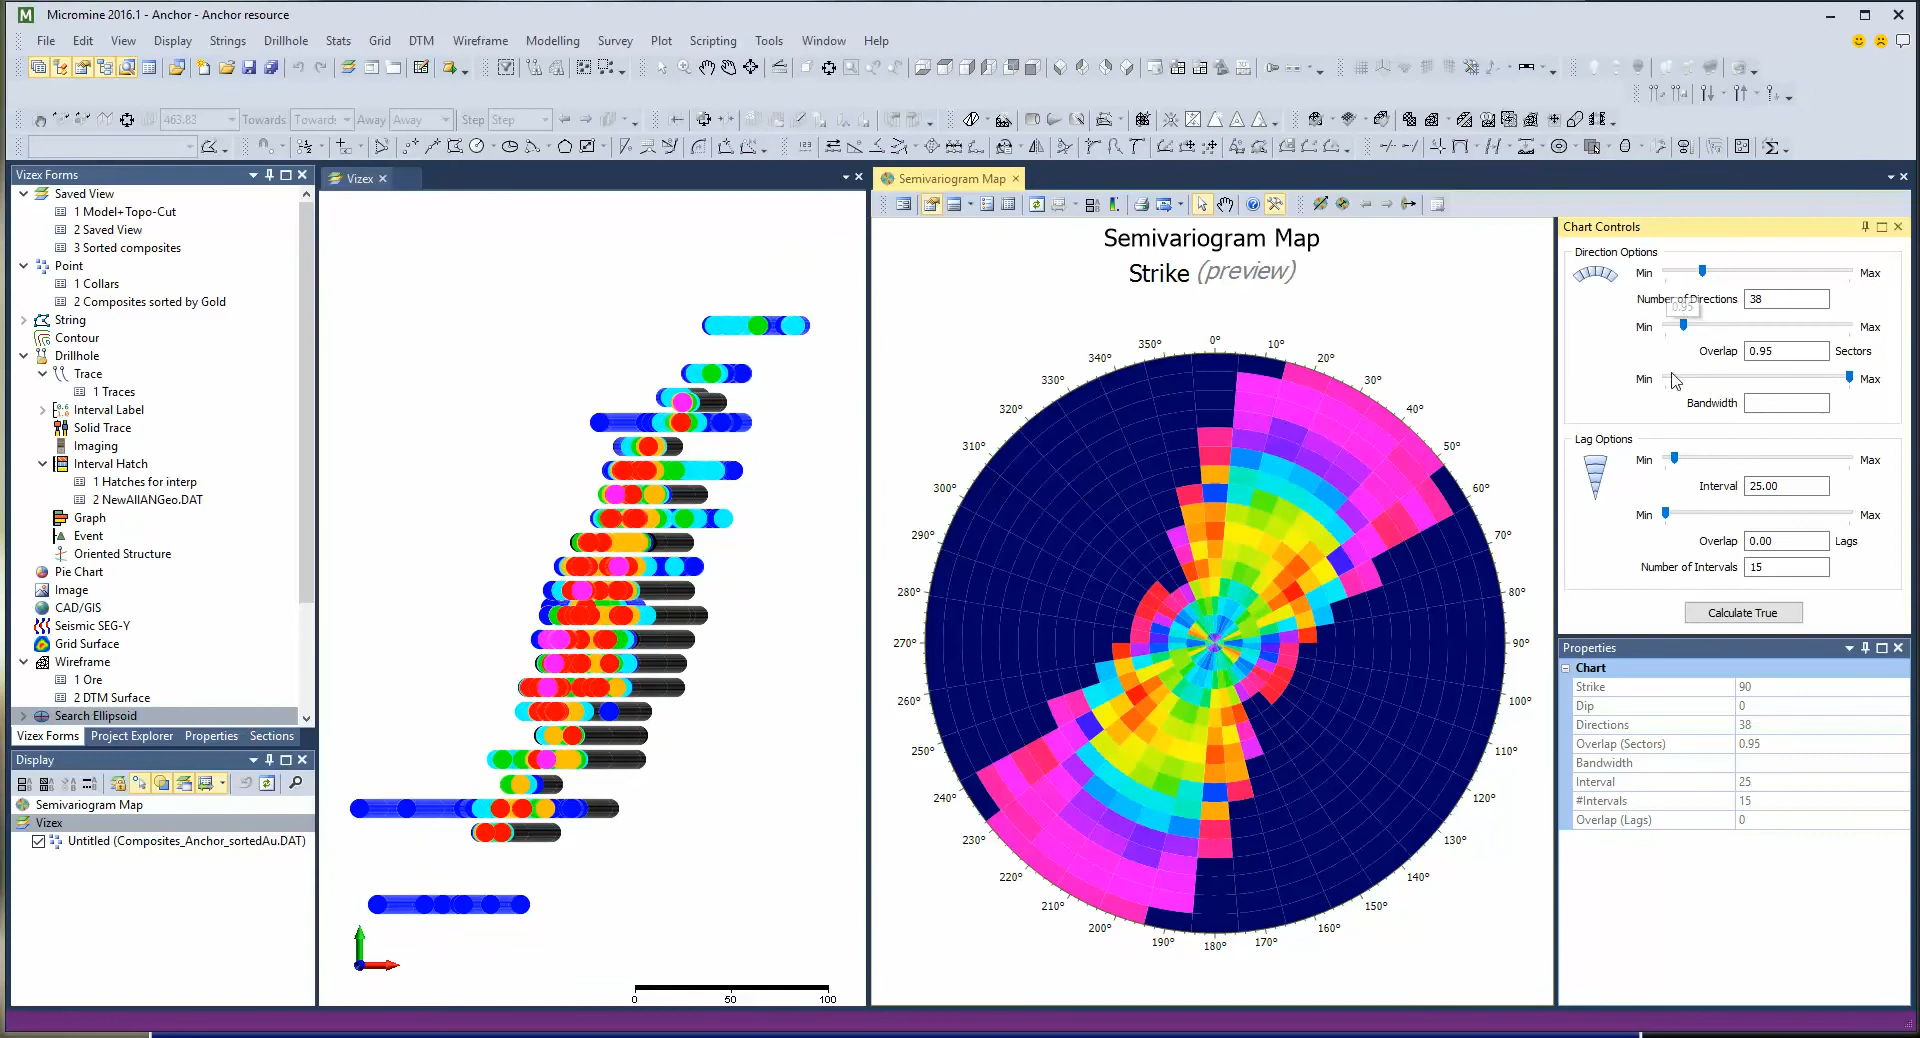 Micromine 2016.1 - Anchor - Anchor resource
File Edit View Display Strings Drillhole Stats Grid DTM Wireframe Modelling Survey Plot Scripting Tools Window Help
463.83 Towards Towards Away Away Step Step
Vizex Forms
Saved View
1 Model+Topo-Cut
2 Saved View
3 Sorted composites
Point
1 Collars
2 Composites sorted by Gold
String
Contour
Drillhole
Trace
1 Traces
Interval Label
Solid Trace
Imaging
Interval Hatch
1 Hatches for interp
2 NewAllANGeo.DAT
Graph
Event
Oriented Structure
Pie Chart
Image
CAD/GIS
Seismic SEG-Y
Grid Surface
Wireframe
1 Ore
2 DTM Surface
Search Ellipsoid
Vizex Forms Project Explorer Properties Sections
Display
Semivariogram Map
Vizex
Untitled (Composites_Anchor_sortedAu.DAT)
Vizex
0 50 100
Semivariogram Map
Semivariogram Map
Strike (preview)
0°
10°
20°
30°
40°
50°
60°
70°
80°
90°
100°
110°
120°
130°
140°
150°
160°
170°
180°
190°
200°
210°
220°
230°
240°
250°
260°
270°
280°
290°
300°
310°
320°
330°
340°
350°
Chart Controls
Direction Options
Min Max
Number of Directions 38
0.95
Min Max
Overlap 0.95 Sectors
Min Max
Bandwidth
Lag Options
Min Max
Interval 25.00
Min Max
Overlap 0.00 Lags
Number of Intervals 15
Calculate True
Properties
Chart
Strike 90
Dip 0
Directions 38
Overlap (Sectors) 0.95
Bandwidth
Interval 25
#Intervals 15
Overlap (Lags) 0